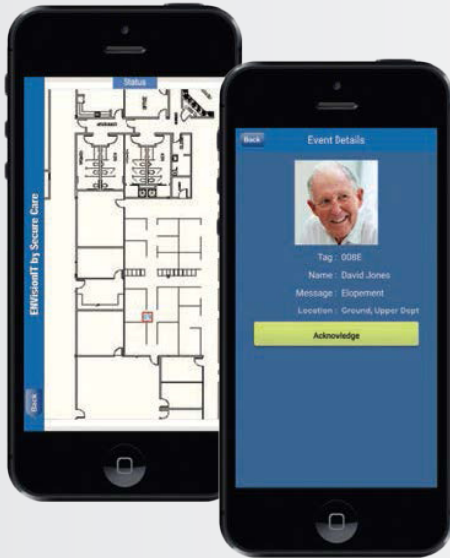 Status
ENVisionIT by Secure Care
Back
Back
Event Details
Tag : 008E
Name : David Jones
Message : Elopement
Location : Ground, Upper Dept
Acknowledge